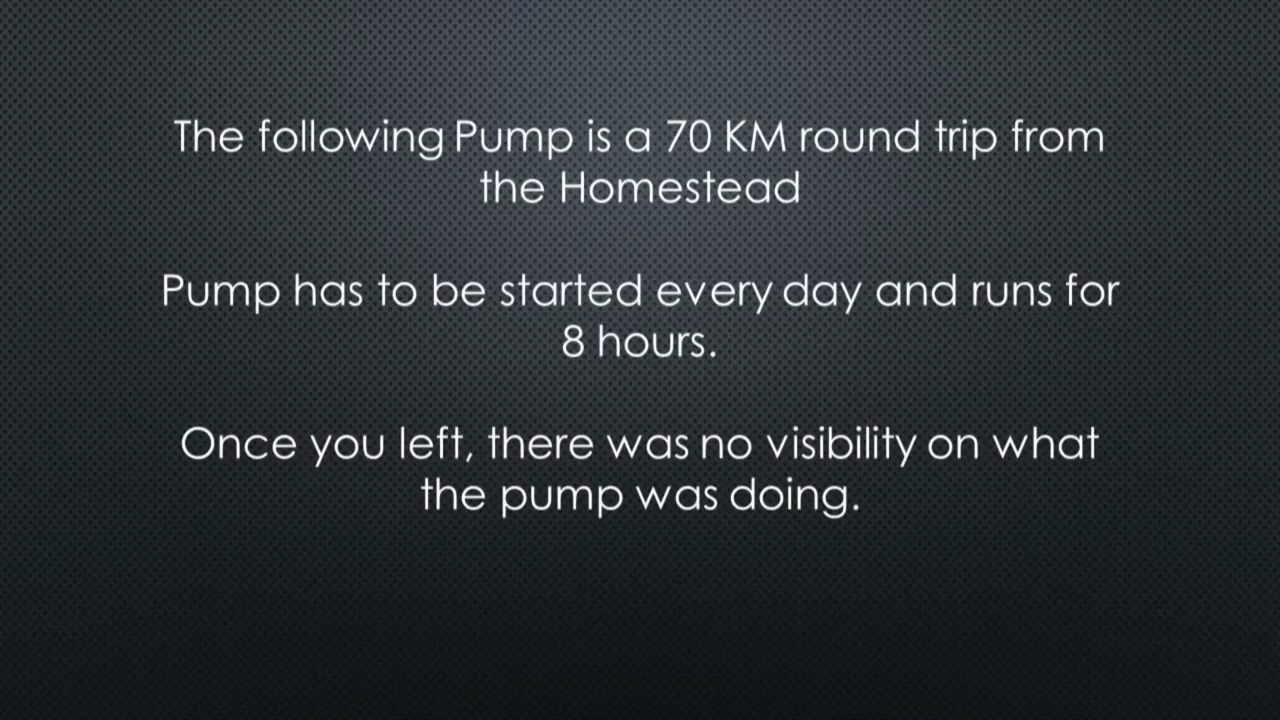 The following Pump is a 70 KM round trip from
the Homestead
Pump has to be started every day and runs for
8 hours.
Once you left, there was no visibility on what
the pump was doing.